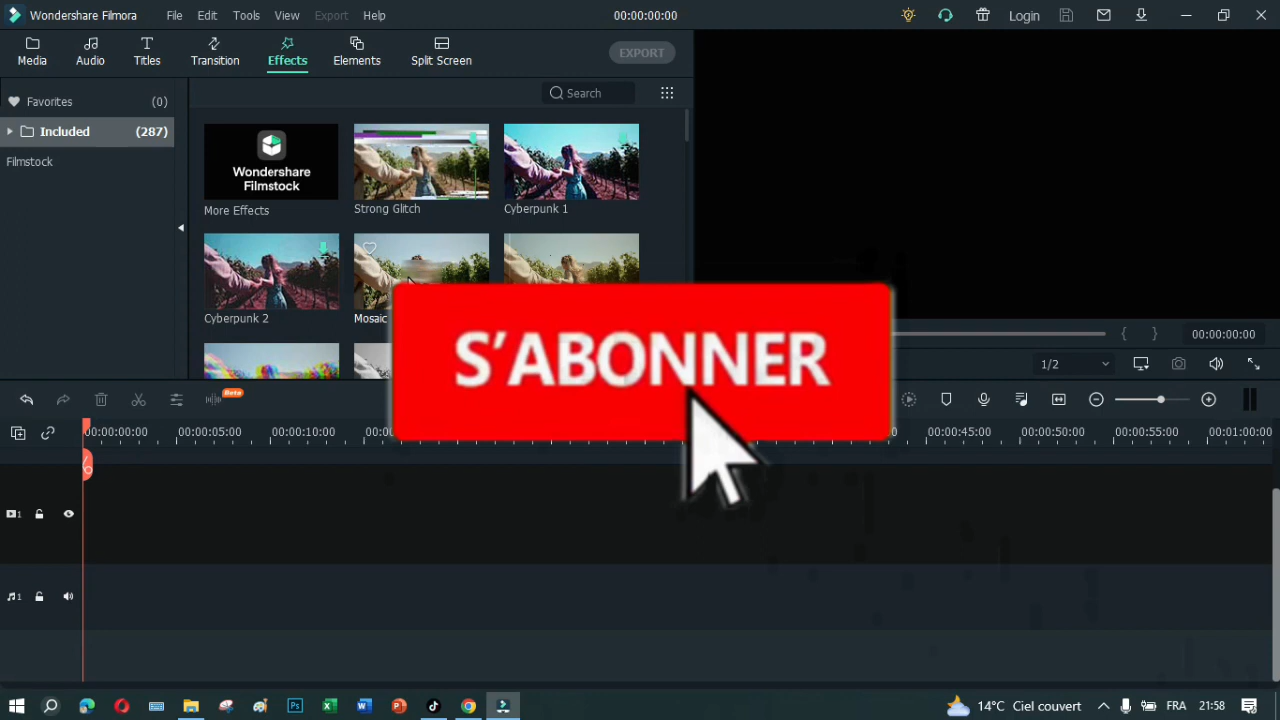 Wondershare Filmora
File Edit Tools View Export Help
00:00:00:00
Login
Media Audio Titles Transition Effects Elements Split Screen
EXPORT
Favorites (0)
Included (287)
Filmstock
Search
Wondershare
Filmstock
More Effects
Strong Glitch
Cyberpunk 1
Cyberpunk 2
Mosaic
S'ABONNER
00:00:00:00
1/2
Beta
00:00:00:00 00:00:05:00 00:00:10:00 00:00:45:00 00:00:50:00 00:00:55:00 00:01:00:00
1
1
14°C Ciel couvert
FRA
21:58